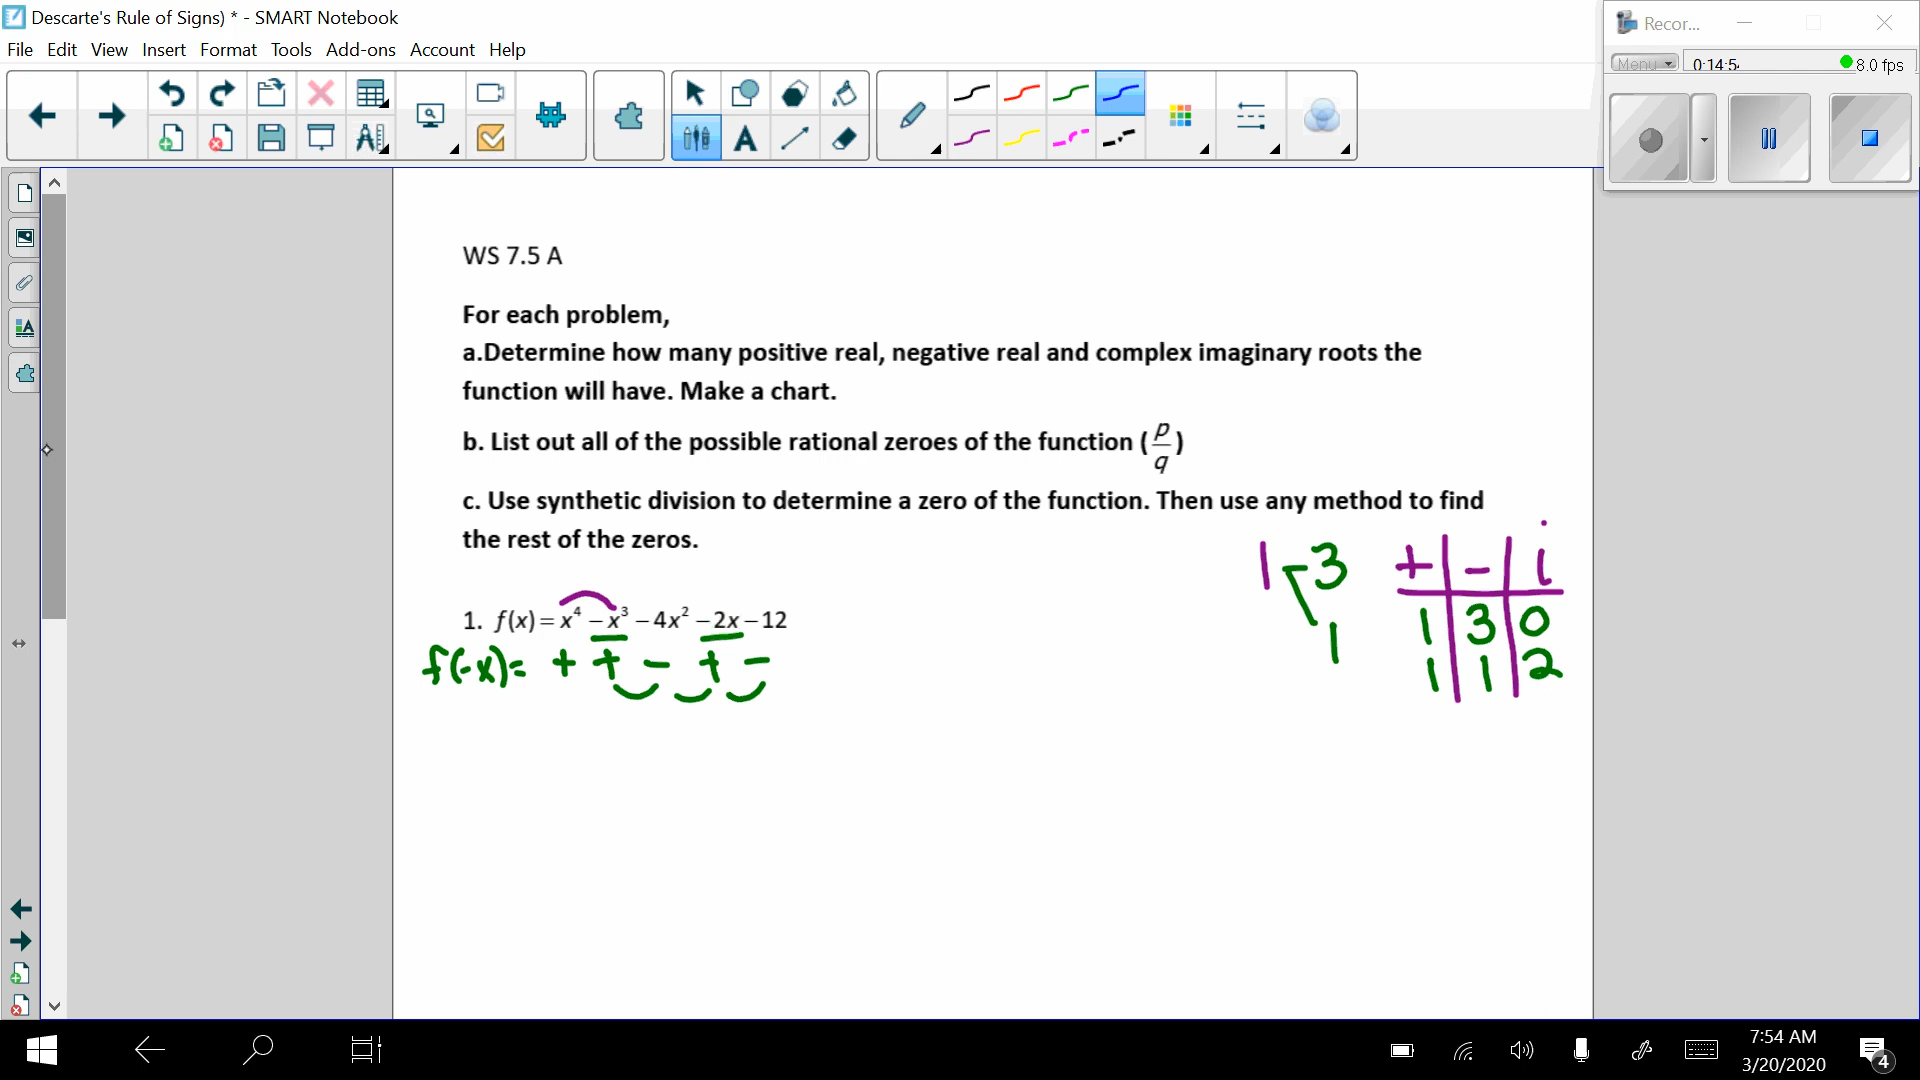 Descarte's Rule of Signs) * - SMART Notebook
File Edit View Insert Format Tools Add-ons Account Help
Recor...
Menu 0:14:5 8.0 fps
WS 7.5 A
For each problem,
a.Determine how many positive real, negative real and complex imaginary roots the
function will have. Make a chart.
b. List out all of the possible rational zeroes of the function (p/q)
c. Use synthetic division to determine a zero of the function. Then use any method to find
the rest of the zeros.
1. f(x)=x⁴ −x³ −4x² −2x−12
f(-x)= + + − + −
1 3
1
+ − i
1 3 0
1 1 2
7:54 AM
3/20/2020
4